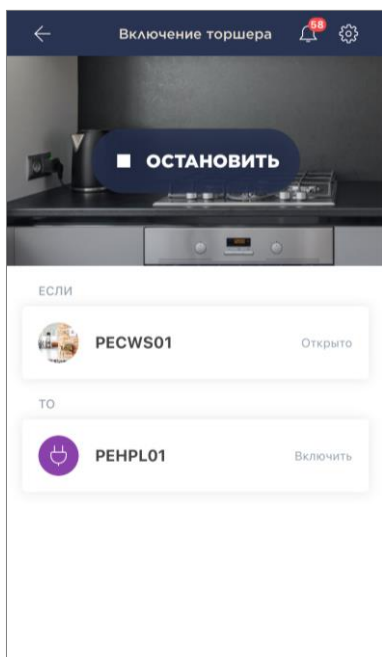 Включение торшера
58
ОСТАНОВИТЬ
ЕСЛИ
PECWS01 Открыто
ТО
PEHPL01 Включить